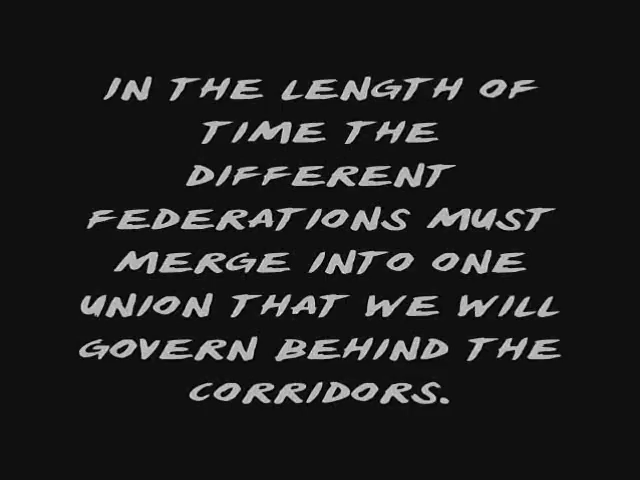 IN THE LENGTH OF
TIME THE
DIFFERENT
FEDERATIONS MUST
MERGE INTO ONE
UNION THAT WE WILL
GOVERN BEHIND THE
CORRIDORS.